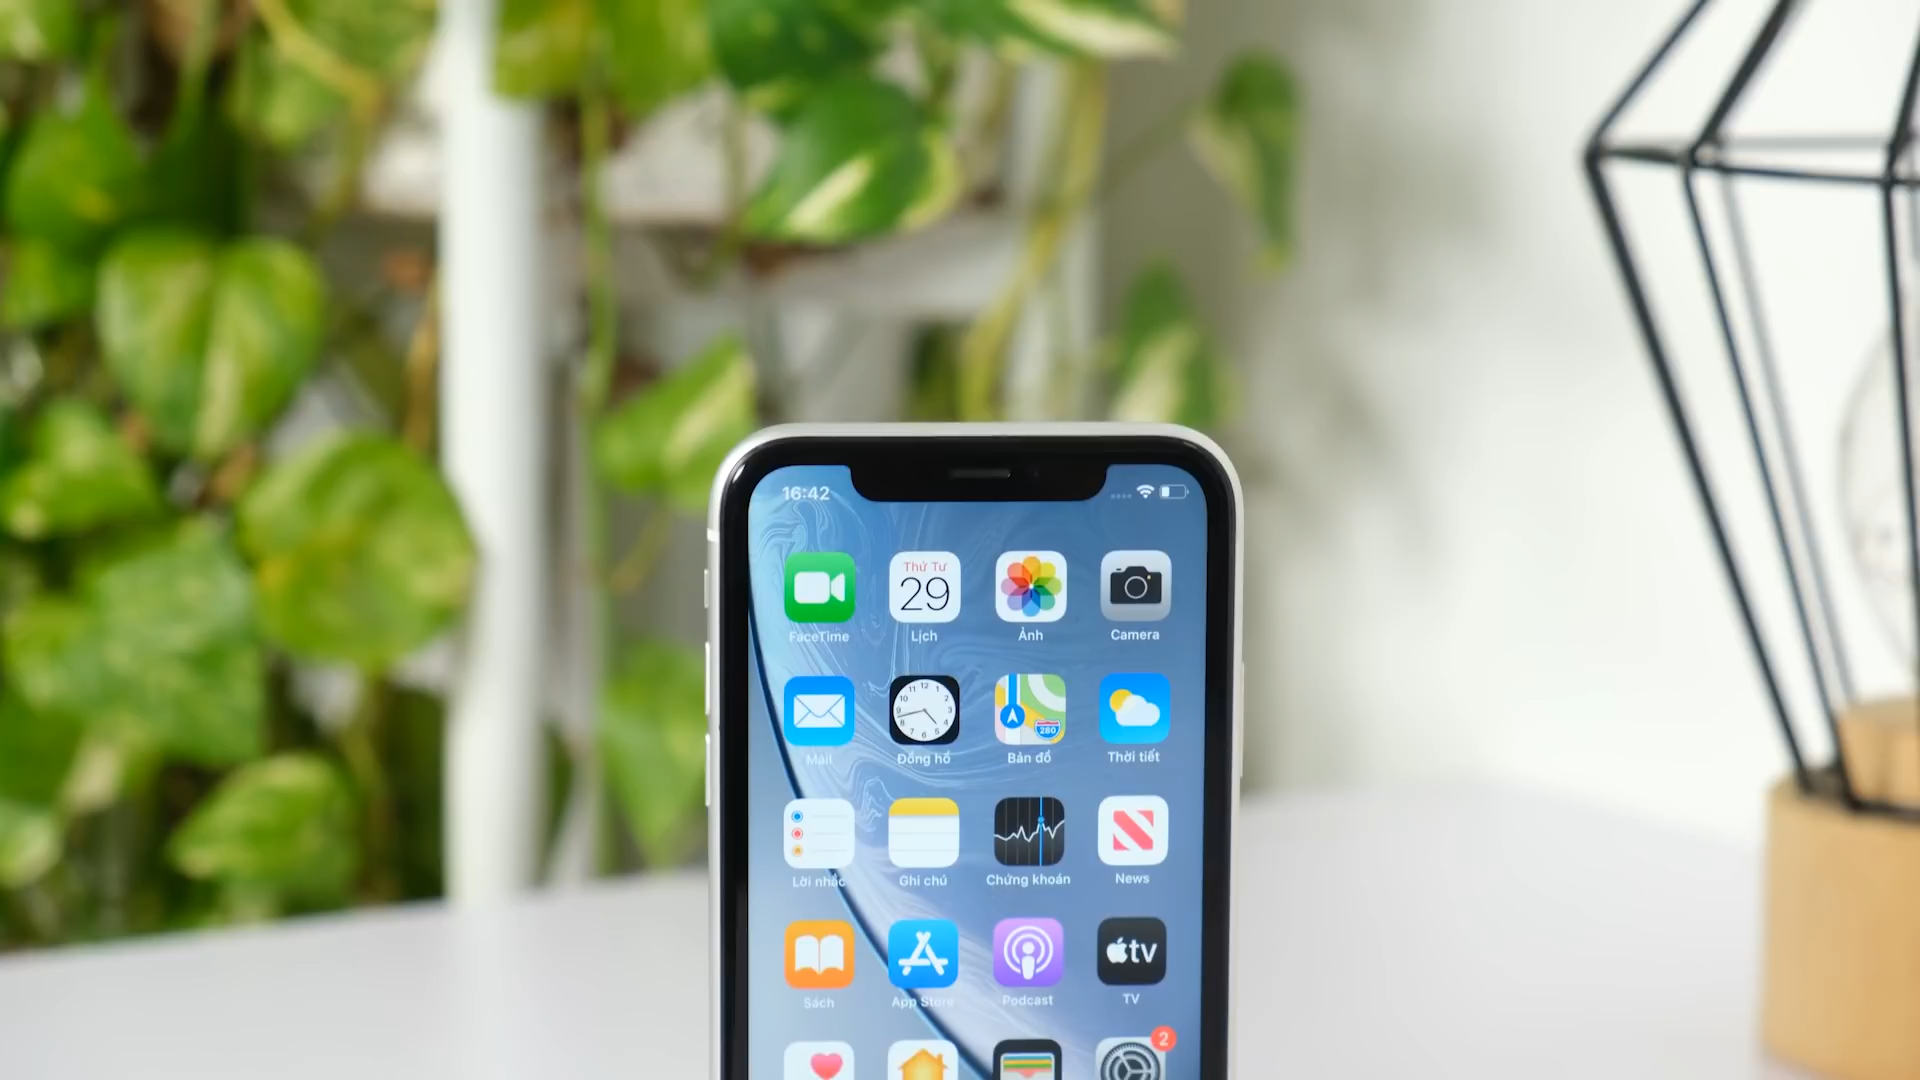 16:42
Thứ Tư
29
FaceTime
Lịch
Ảnh
Camera
280
Mail
Đồng hồ
Bản đồ
Thời tiết
Lời nhắc
Ghi chú
Chứng khoán
News
tv
Sách
App Store
Podcast
TV
2